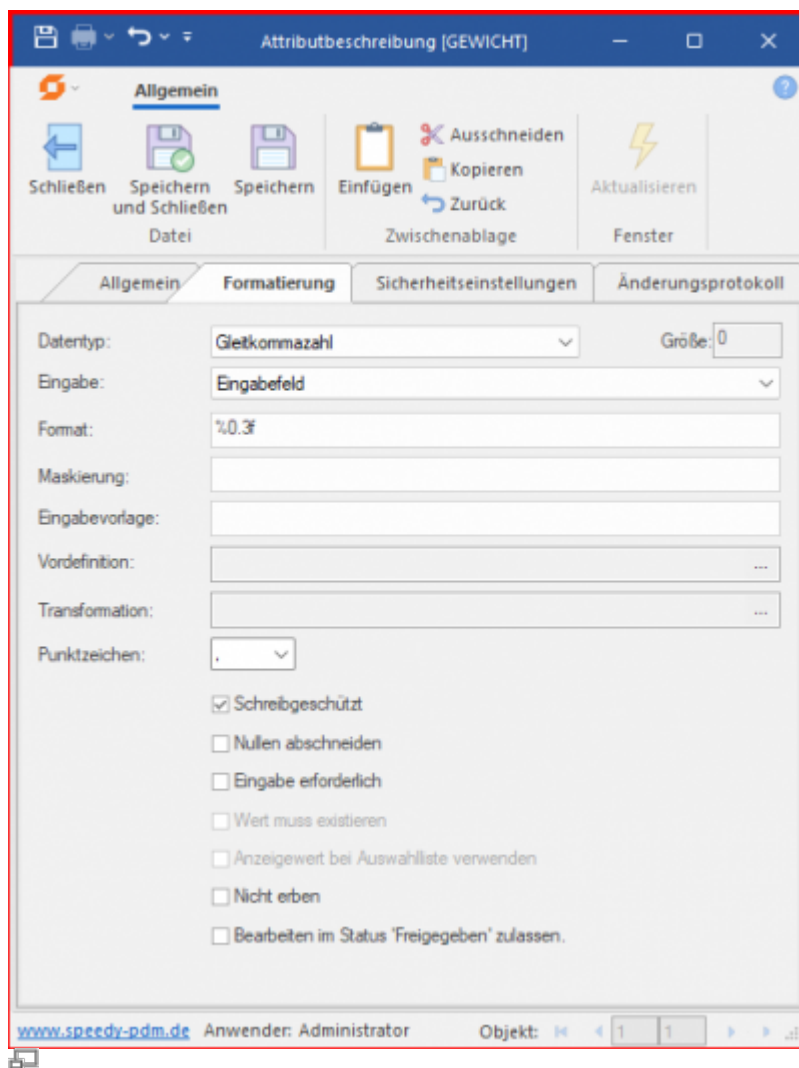 Attributbeschreibung [GEWICHT]
Allgemein
Schließen
Speichern und Schließen
Speichern
Datei
Einfügen
Ausschneiden
Kopieren
Zurück
Zwischenablage
Aktualisieren
Fenster
Allgemein Formatierung Sicherheitseinstellungen Änderungsprotokoll
Datentyp: Gleitkommazahl Größe: 0
Eingabe: Eingabefeld
Format: %0.3f
Maskierung:
Eingabevorlage:
Vordefinition: ...
Transformation: ...
Punktzeichen: ,
Schreibgeschützt
Nullen abschneiden
Eingabe erforderlich
Wert muss existieren
Anzeigewert bei Auswahlliste verwenden
Nicht erben
Bearbeiten im Status 'Freigegeben' zulassen.
www.speedy-pdm.de Anwender: Administrator Objekt: 1 1